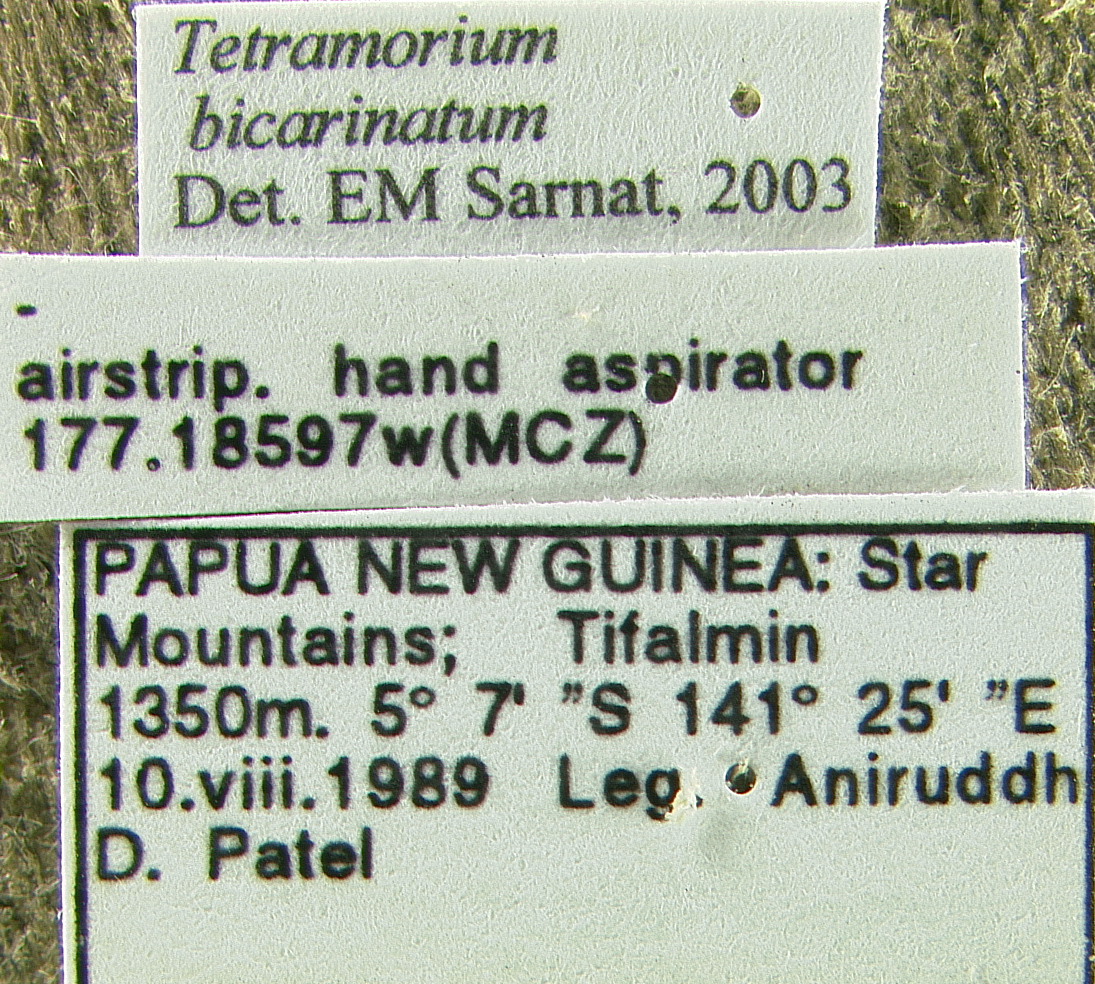 Tetramorium
bicarinatum
Det. EM Sarnat, 2003
-
airstrip. hand aspirator
177.18597w(MCZ)
PAPUA NEW GUINEA: Star
Mountains; Tifalmin
1350m. 5° 7' "S 141° 25' "E
10.viii.1989 Leg. Aniruddh
D. Patel